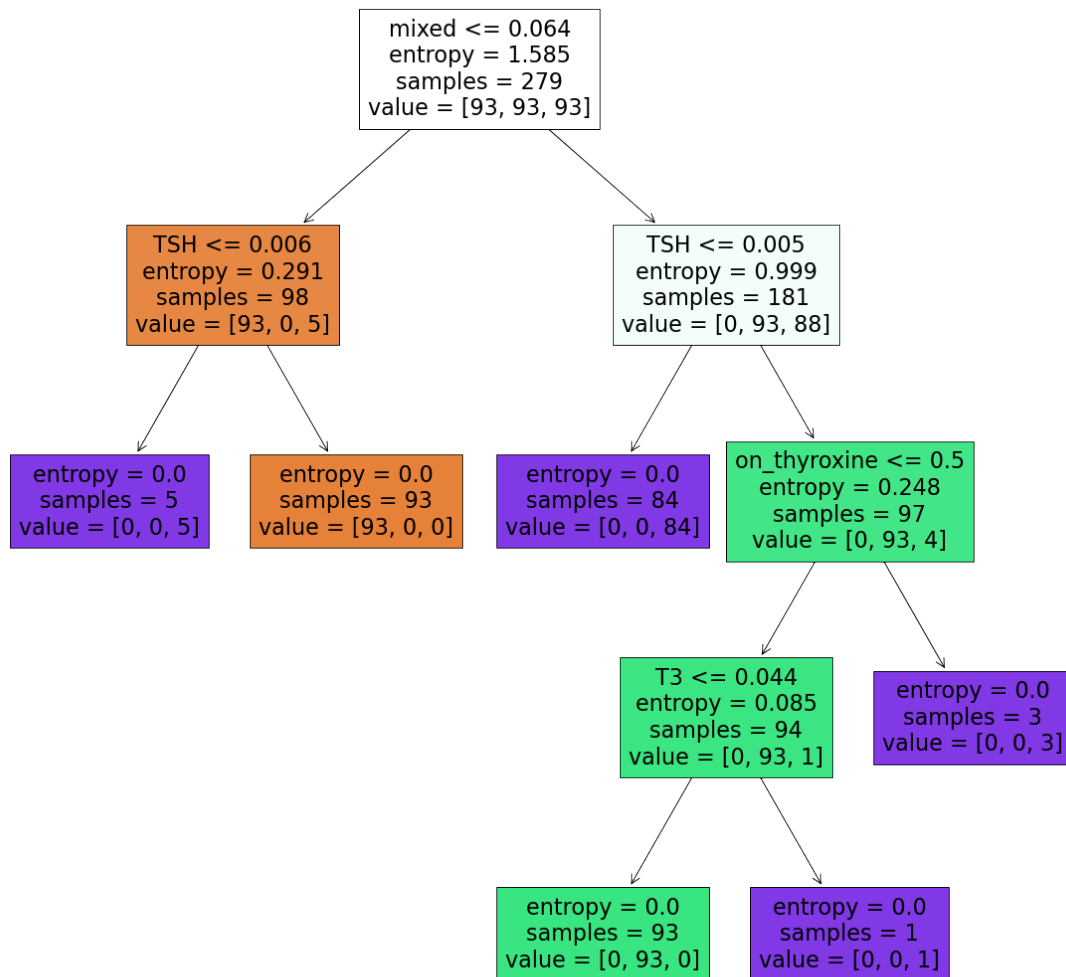 mixed <= 0.064
entropy = 1.585
samples = 279
value = [93, 93, 93]
TSH <= 0.006
entropy = 0.291
samples = 98
value = [93, 0, 5]
TSH <= 0.005
entropy = 0.999
samples = 181
value = [0, 93, 88]
entropy = 0.0
samples = 5
value = [0, 0, 5]
entropy = 0.0
samples = 93
value = [93, 0, 0]
entropy = 0.0
samples = 84
value = [0, 0, 84]
on_thyroxine <= 0.5
entropy = 0.248
samples = 97
value = [0, 93, 4]
T3 <= 0.044
entropy = 0.085
samples = 94
value = [0, 93, 1]
entropy = 0.0
samples = 3
value = [0, 0, 3]
entropy = 0.0
samples = 93
value = [0, 93, 0]
entropy = 0.0
samples = 1
value = [0, 0, 1]